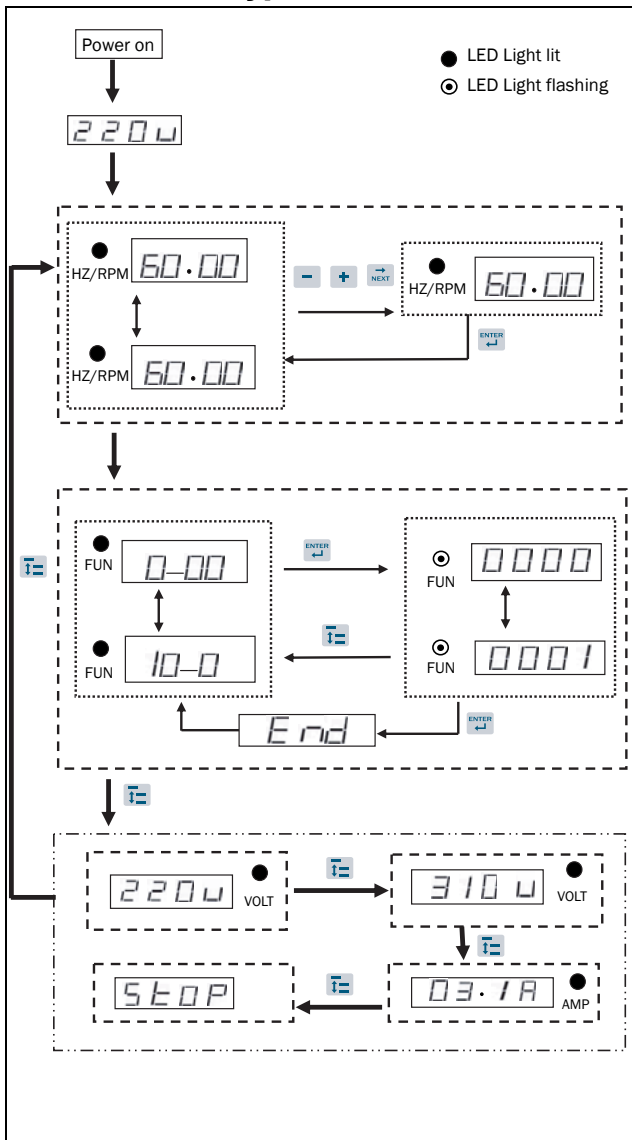 Power on
LED Light lit
LED Light flashing
220u
HZ/RPM 60.00
- + NEXT
HZ/RPM 60.00
ENTER
HZ/RPM 60.00
FUN 0-00
ENTER
FUN 0000
FUN 10-0
FUN 0001
End
ENTER
220u VOLT
310u VOLT
StoP
03.1A AMP